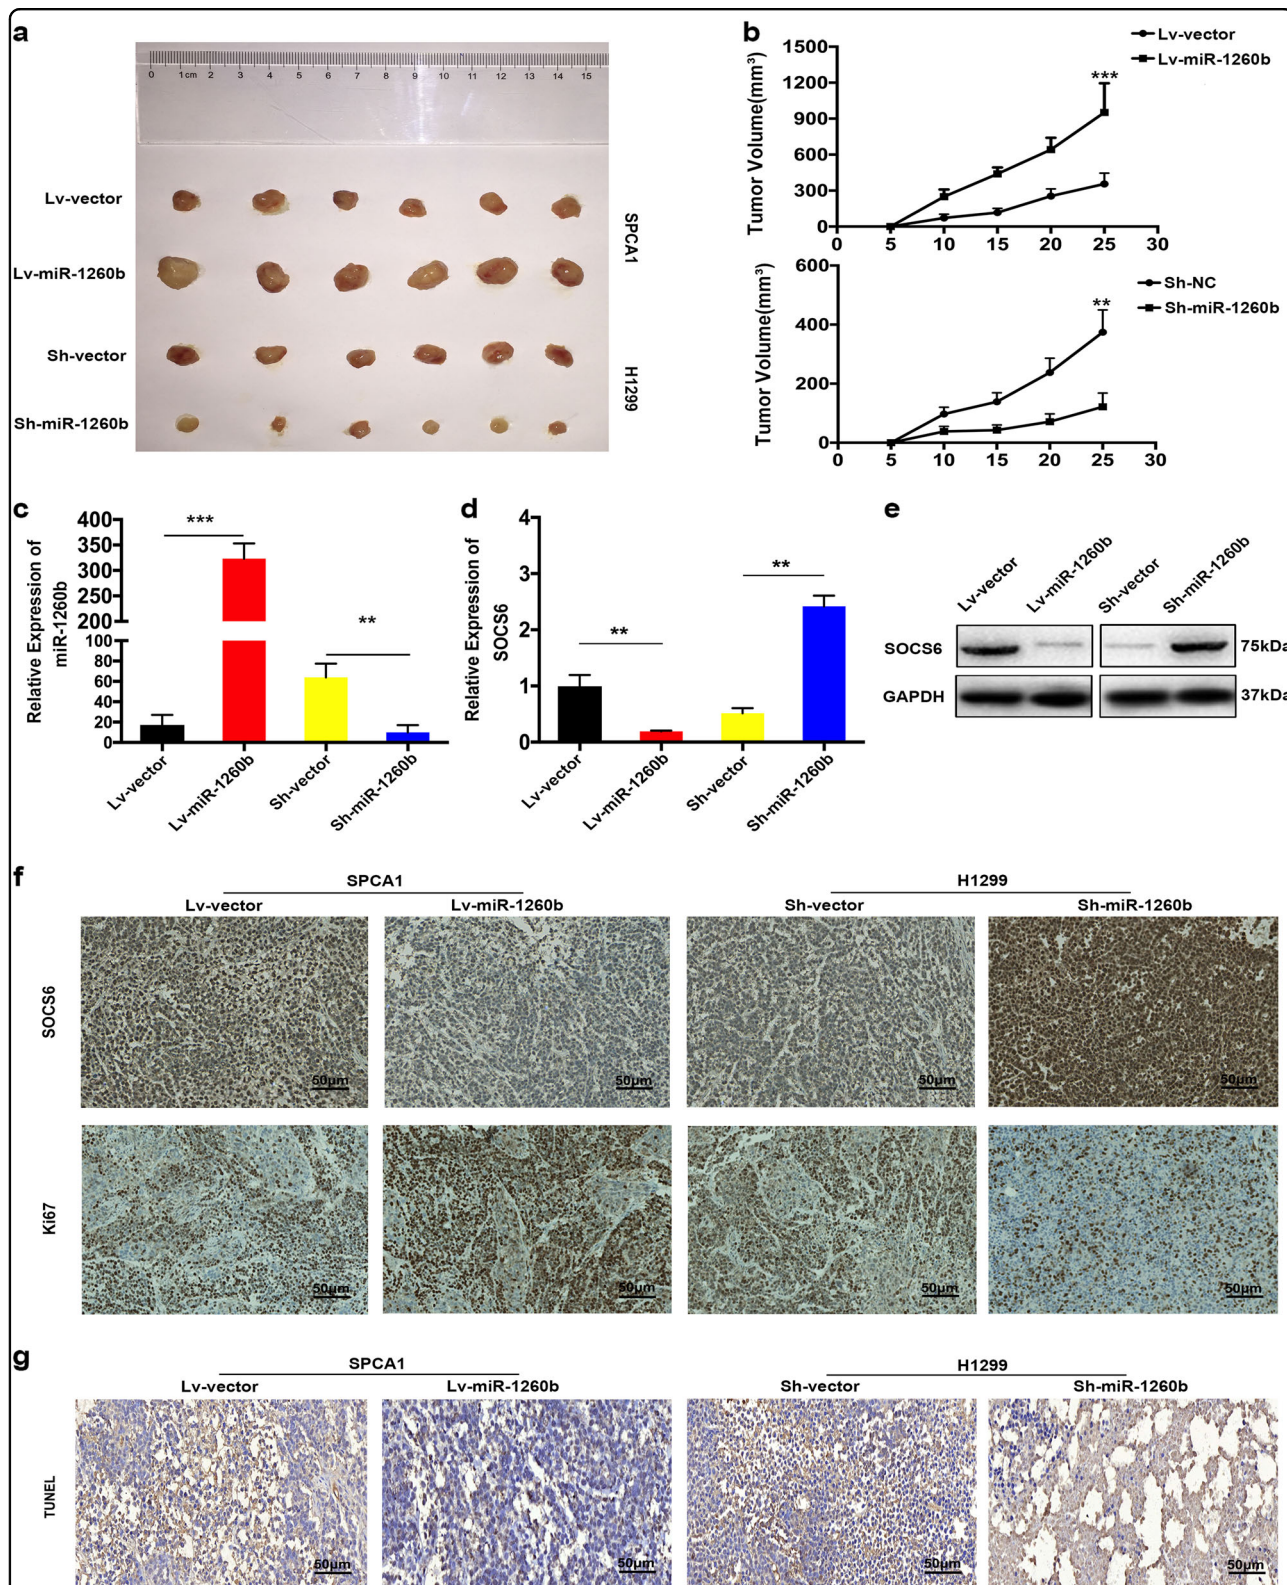 a
0 1cm 2 3 4 5 6 7 8 9 10 11 12 13 14 15
Lv-vector
Lv-miR-1260b
Sh-vector
Sh-miR-1260b
SPCA1
H1299
b
Lv-vector
Lv-miR-1260b
Tumor Volume(mm³)
1500
1200
900
600
300
0
***
0 5 10 15 20 25 30
Sh-NC
Sh-miR-1260b
Tumor Volume(mm³)
600
400
200
0
**
0 5 10 15 20 25 30
c
Relative Expression of
miR-1260b
400
350
300
250
200
100
80
60
40
20
0
***
**
Lv-vector
Lv-miR-1260b
Sh-vector
Sh-miR-1260b
d
Relative Expression of
SOCS6
4
3
2
1
0
**
**
Lv-vector
Lv-miR-1260b
Sh-vector
Sh-miR-1260b
e
Lv-vector
Lv-miR-1260b
Sh-vector
Sh-miR-1260b
SOCS6
75kDa
GAPDH
37kDa
f
SPCA1
H1299
Lv-vector
Lv-miR-1260b
Sh-vector
Sh-miR-1260b
SOCS6
50μm
50μm
50μm
50μm
Ki67
50μm
50μm
50μm
50μm
g
SPCA1
H1299
Lv-vector
Lv-miR-1260b
Sh-vector
Sh-miR-1260b
TUNEL
50μm
50μm
50μm
50μm